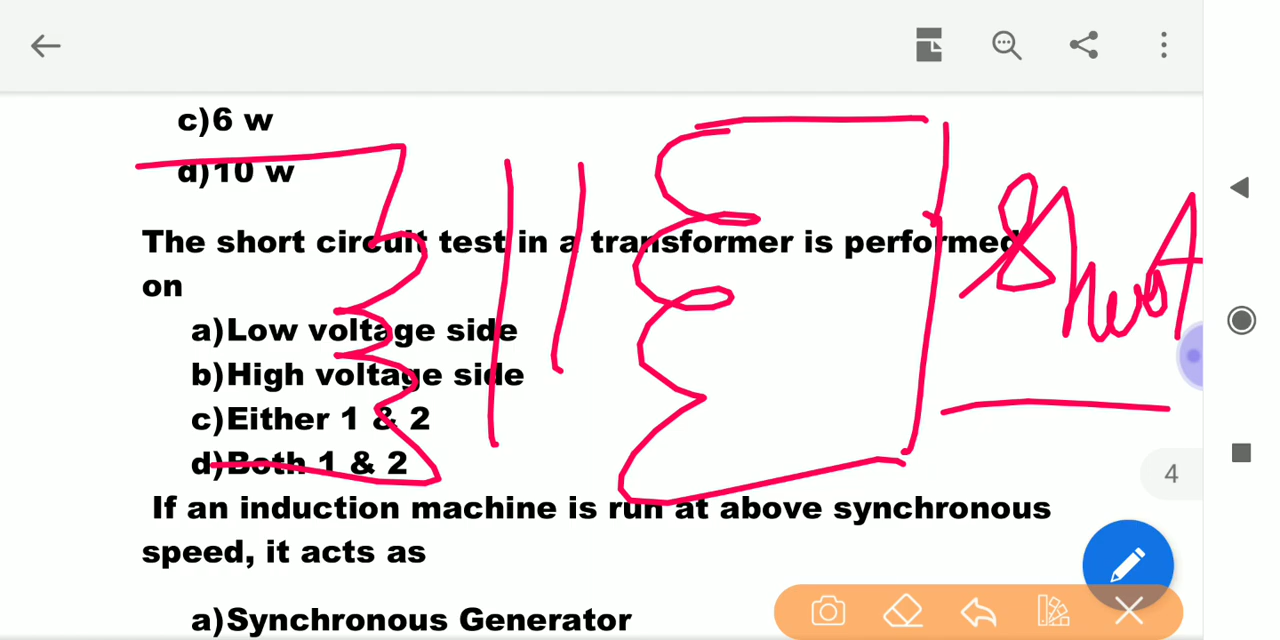 c)6 w
d)10 w
The short circuit test in a transformer is performed
on
a)Low voltage side
b)High voltage side
c)Either 1 & 2
d)Both 1 & 2
If an induction machine is run at above synchronous
speed, it acts as
a)Synchronous Generator
4